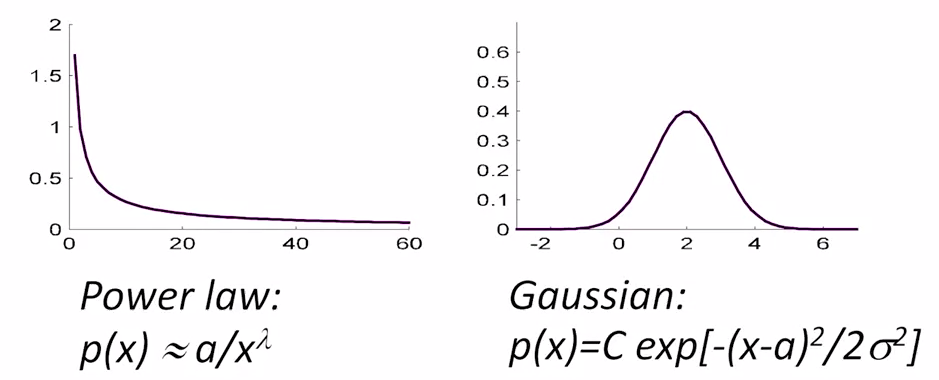 2
1.5
1
0.5
0
0 20 40 60
0.6
0.5
0.4
0.3
0.2
0.1
0
-2 0 2 4 6
Power law:
p(x) ≈ a/x^λ
Gaussian:
p(x)=C exp[-(x-a)²/2σ²]